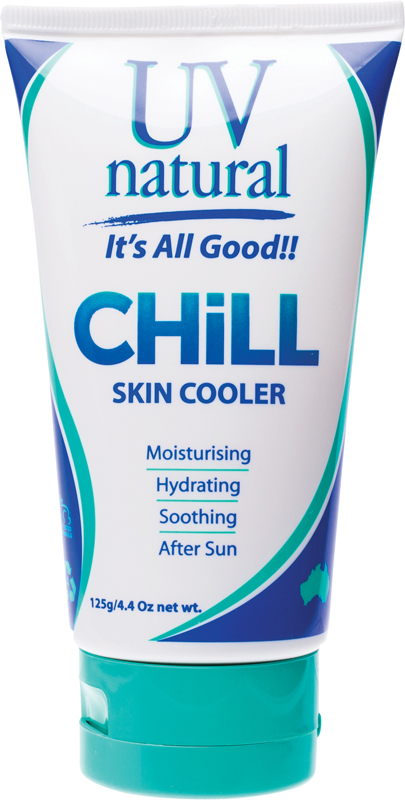 UV
natural
It's All Good!!
CHiLL
SKIN COOLER
Moisturising
Hydrating
Soothing
After Sun
125g/4.4 Oz net wt.